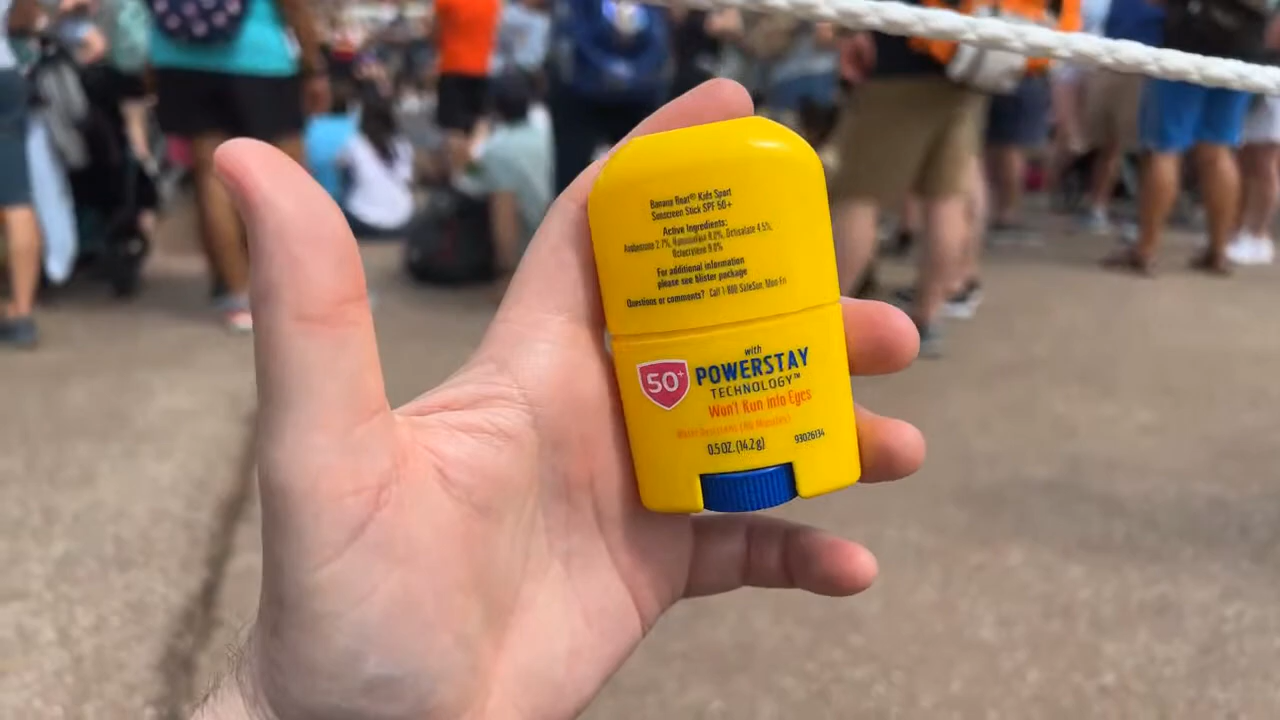 Banana Boat® Kids Sport
Sunscreen Stick SPF 50+
Active Ingredients:
Avobenzone 2.7%, Homosalate 8.0%, Octisalate 4.5%,
Octocrylene 9.0%
For additional information
please see blister package
Questions or comments? Call 1-800 SafeSun Mon-Fri
with
50+ POWERSTAY
TECHNOLOGY™
Won't Run into Eyes
Water Resistant (80 Minutes)
0.5 OZ. (14.2g) 93026134